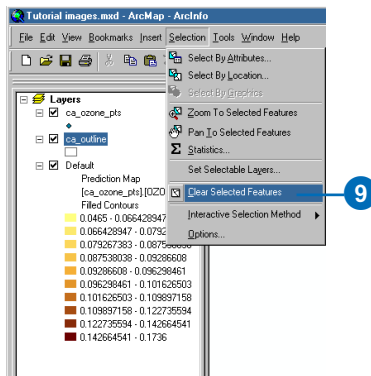 Tutorial images.mxd - ArcMap - ArcInfo
File Edit View Bookmarks Insert Selection Tools Window Help
Select By Attributes...
Select By Location...
Select By Graphics
Zoom To Selected Features
Pan To Selected Features
Σ Statistics...
Set Selectable Layers...
Clear Selected Features
9
Interactive Selection Method
Options...
Layers
ca_ozone_pts
ca_outline
Default
Prediction Map
[ca_ozone_pts].[OZO
Filled Contours
0.0465 - 0.066428947
0.066428947 - 0.0792
0.079267383 - 0.087538038
0.087538038 - 0.09286608
0.09286608 - 0.096298461
0.096298461 - 0.101626503
0.101626503 - 0.109897158
0.109897158 - 0.122735594
0.122735594 - 0.142664541
0.142664541 - 0.1736